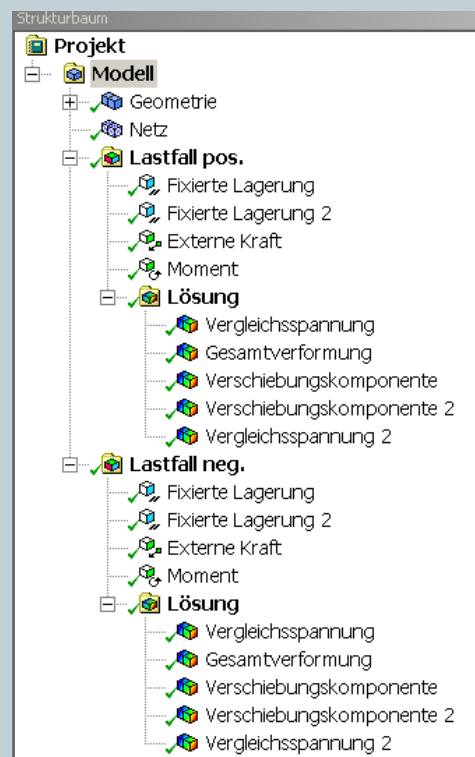 Strukturbaum
Projekt
Modell
Geometrie
Netz
Lastfall pos.
Fixierte Lagerung
Fixierte Lagerung 2
Externe Kraft
Moment
Lösung
Vergleichsspannung
Gesamtverformung
Verschiebungskomponente
Verschiebungskomponente 2
Vergleichsspannung 2
Lastfall neg.
Fixierte Lagerung
Fixierte Lagerung 2
Externe Kraft
Moment
Lösung
Vergleichsspannung
Gesamtverformung
Verschiebungskomponente
Verschiebungskomponente 2
Vergleichsspannung 2